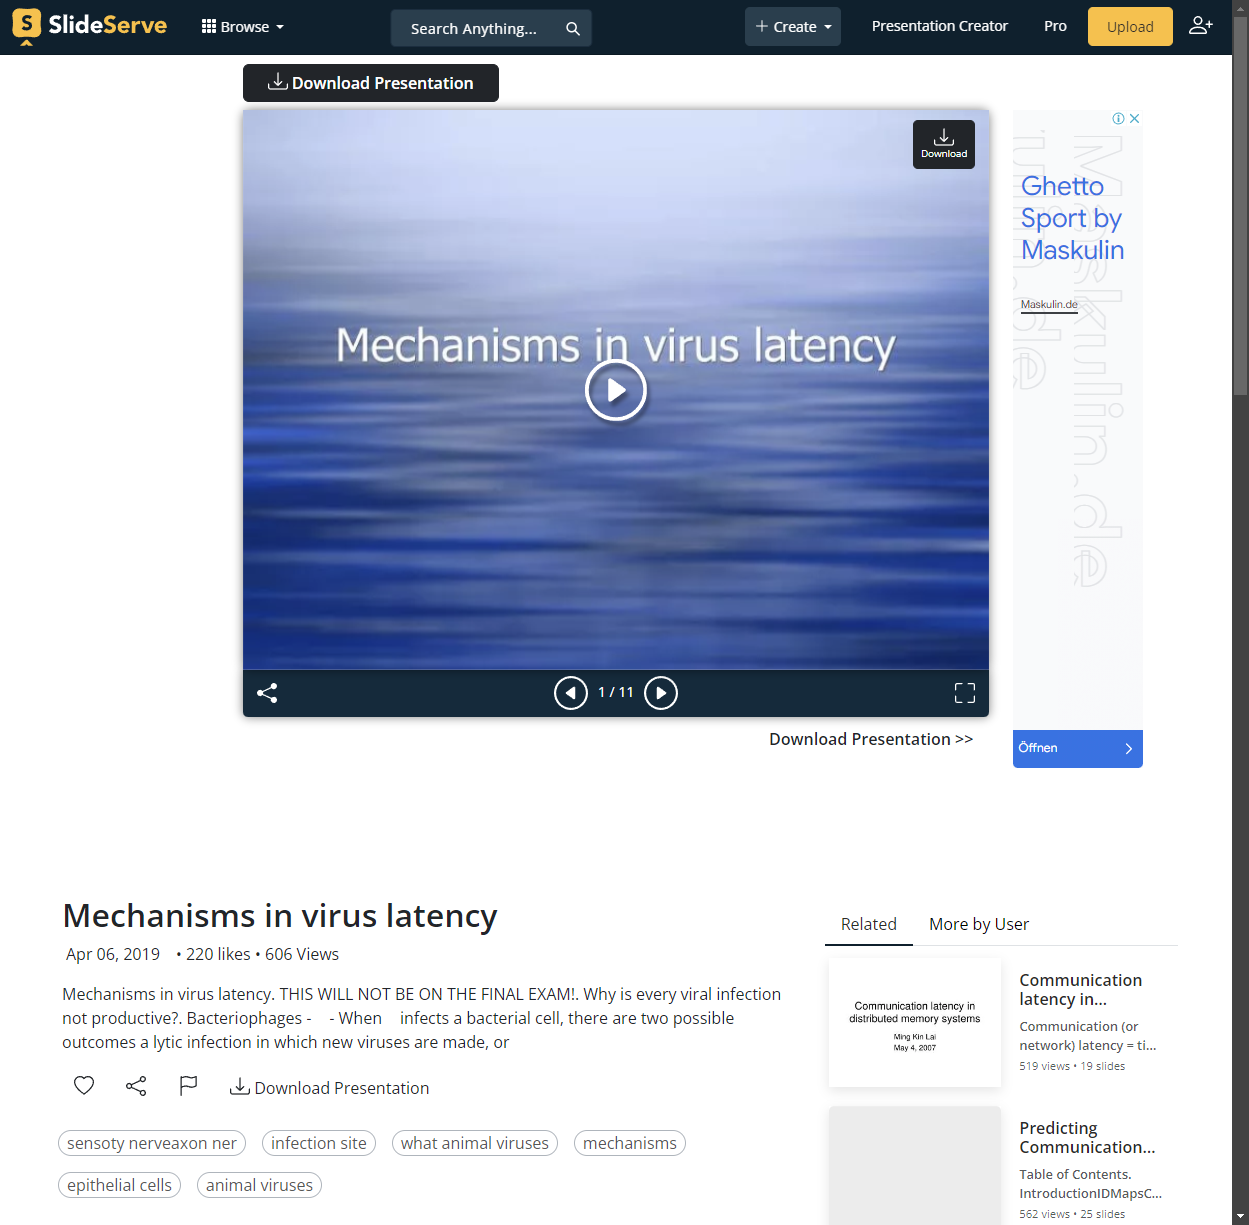 SlideServe
Browse
Search Anything...
Create
Presentation Creator
Pro
Upload
Download Presentation
Download
Mechanisms in virus latency
1 / 11
Download Presentation >>
Ghetto
Sport by
Maskulin
Maskulin.de
Maskulin.de
Öffnen
Mechanisms in virus latency
Apr 06, 2019 • 220 likes • 606 Views
Mechanisms in virus latency. THIS WILL NOT BE ON THE FINAL EXAM!. Why is every viral infection
not productive?. Bacteriophages - - When infects a bacterial cell, there are two possible
outcomes a lytic infection in which new viruses are made, or
Download Presentation
sensoty nerveaxon ner
infection site
what animal viruses
mechanisms
epithelial cells
animal viruses
Related
More by User
Communication latency in
distributed memory systems
Ming Kin Lai
May 4, 2007
Communication
latency in...
Communication (or
network) latency = ti...
519 views • 19 slides
Predicting
Communication...
Table of Contents.
IntroductionIDMapsC...
562 views • 25 slides